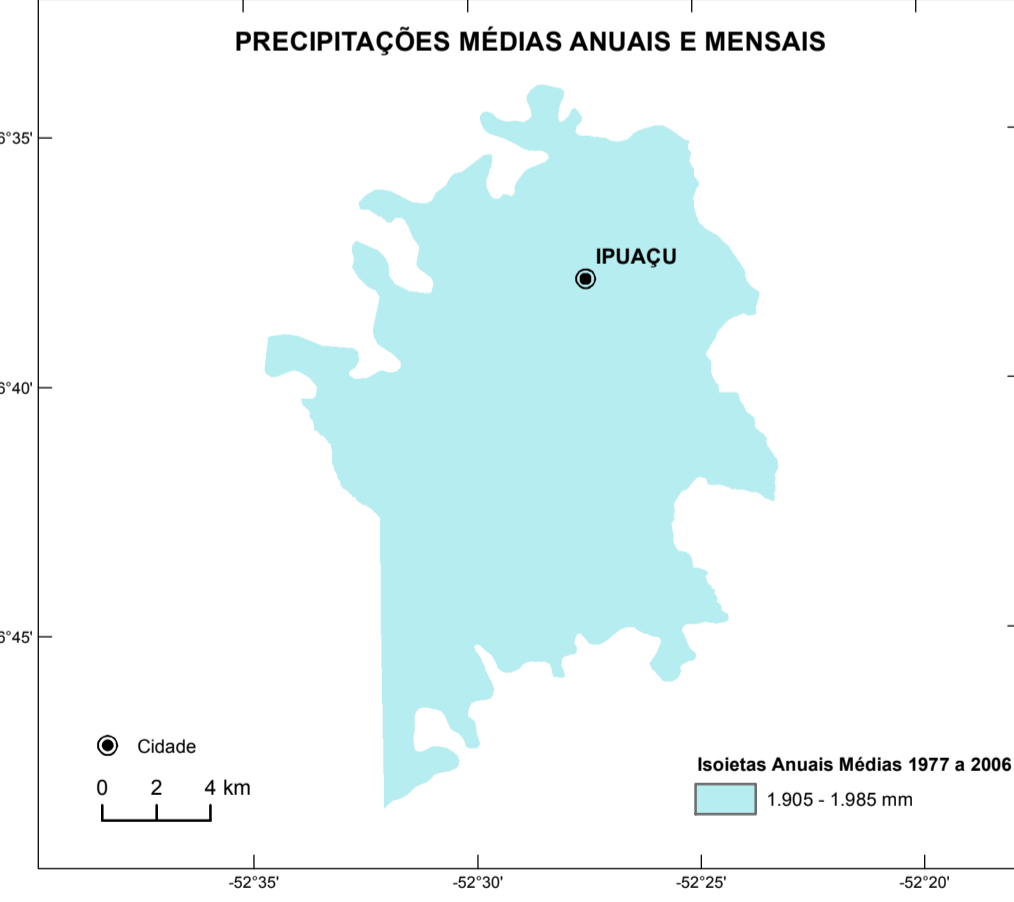 PRECIPITAÇÕES MÉDIAS ANUAIS E MENSAIS
6°35'
IPUAÇU
6°40'
6°45'
Cidade
0 2 4 km
Isoietas Anuais Médias 1977 a 2006
1.905 - 1.985 mm
-52°35' -52°30' -52°25' -52°20'